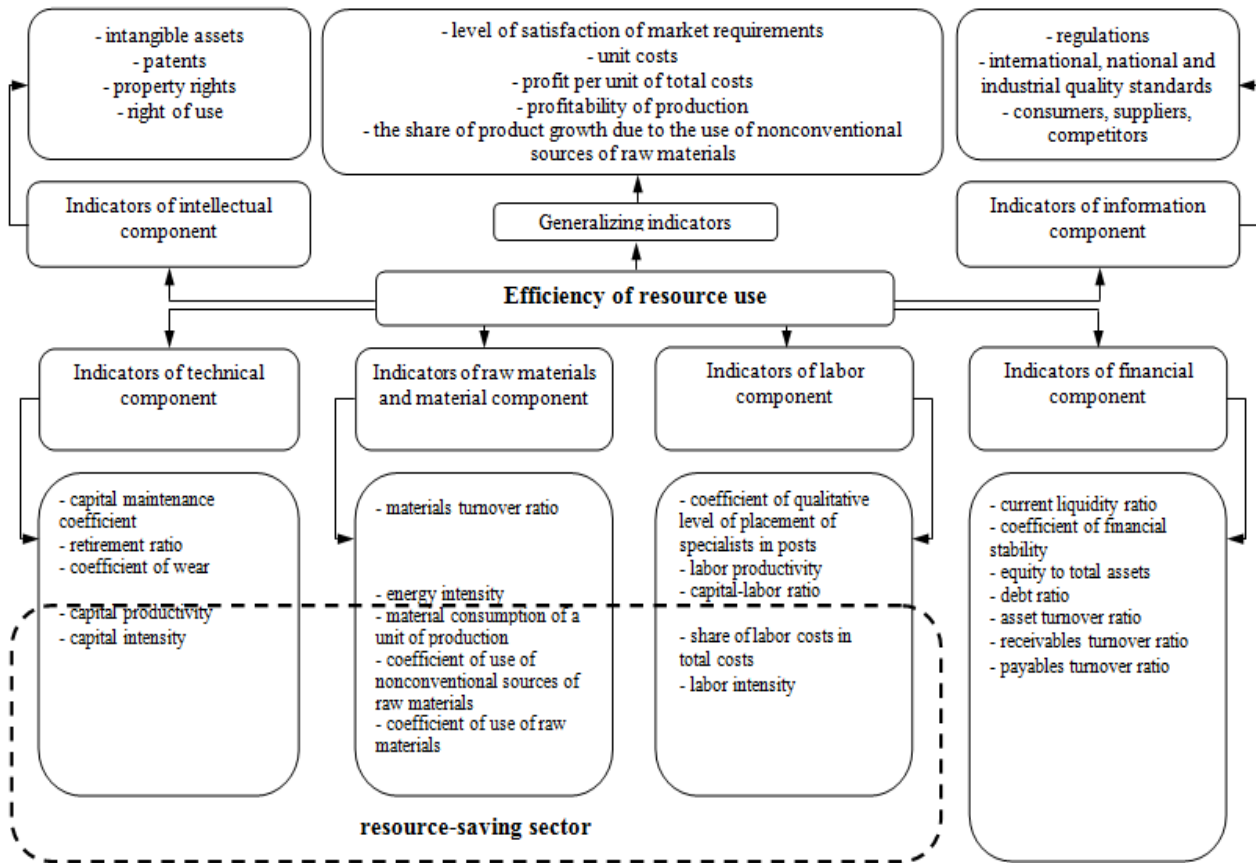 - intangible assets
- patents
- property rights
- right of use
- level of satisfaction of market requirements
- unit costs
- profit per unit of total costs
- profitability of production
- the share of product growth due to the use of nonconventional
sources of raw materials
- regulations
- international, national and
industrial quality standards
- consumers, suppliers,
competitors
Indicators of intellectual
component
Generalizing indicators
Indicators of information
component
Efficiency of resource use
Indicators of technical
component
Indicators of raw materials
and material component
Indicators of labor
component
Indicators of financial
component
- capital maintenance
coefficient
- retirement ratio
- coefficient of wear
- capital productivity
- capital intensity
- materials turnover ratio
- energy intensity
- material consumption of a
unit of production
- coefficient of use of
nonconventional sources of
raw materials
- coefficient of use of raw
materials
- coefficient of qualitative
level of placement of
specialists in posts
- labor productivity
- capital-labor ratio
- share of labor costs in
total costs
- labor intensity
- current liquidity ratio
- coefficient of financial
stability
- equity to total assets
- debt ratio
- asset turnover ratio
- receivables turnover ratio
- payables turnover ratio
resource-saving sector